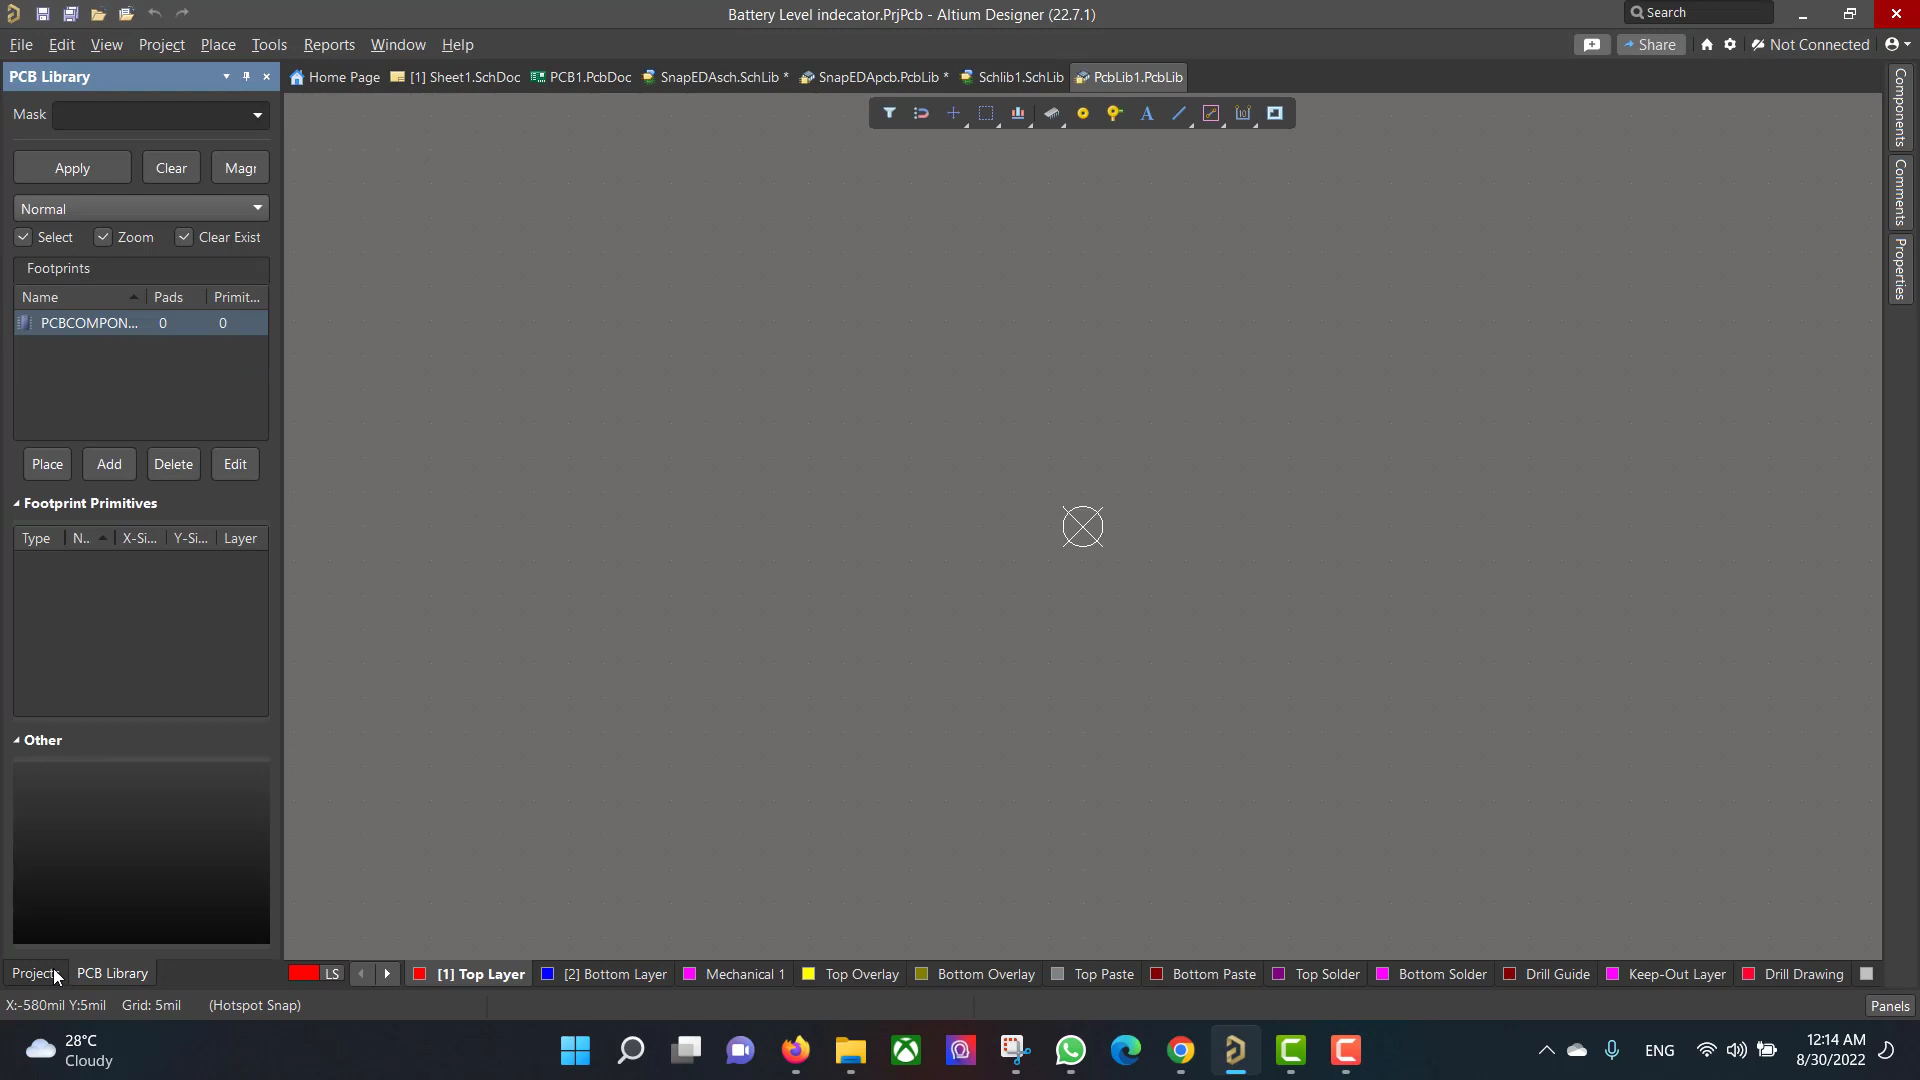 Battery Level indecator.PrjPcb - Altium Designer (22.7.1)
Search
File Edit View Project Place Tools Reports Window Help
Share
Not Connected
PCB Library
Home Page
[1] Sheet1.SchDoc
PCB1.PcbDoc
SnapEDAsch.SchLib *
SnapEDApcb.PcbLib *
Schlib1.SchLib
PcbLib1.PcbLib
Mask
Apply
Clear
Magr
Normal
Select
Zoom
Clear Exist
Footprints
Name Pads Primit...
PCBCOMPON... 0 0
Place
Add
Delete
Edit
Footprint Primitives
Type N.. X-Si... Y-Si... Layer
Other
Components
Comments
Properties
Project
PCB Library
LS
[1] Top Layer
[2] Bottom Layer
Mechanical 1
Top Overlay
Bottom Overlay
Top Paste
Bottom Paste
Top Solder
Bottom Solder
Drill Guide
Keep-Out Layer
Drill Drawing
X:-580mil Y:5mil Grid: 5mil (Hotspot Snap)
Panels
28°C
Cloudy
ENG
12:14 AM
8/30/2022